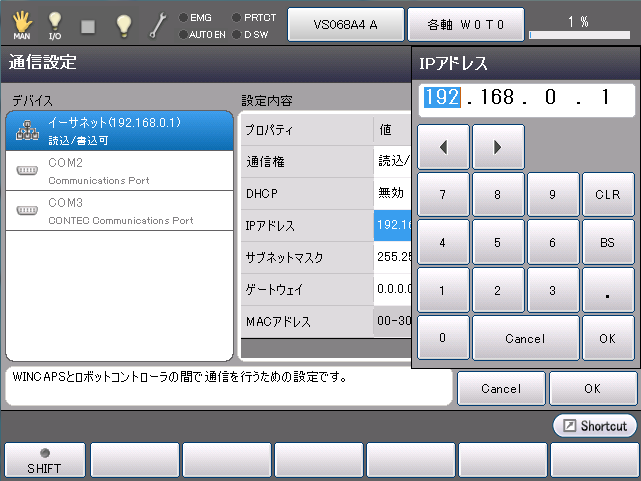 MAN I/O
EMG PRTCT
AUTO EN D SW
VS068A4 A
各軸 W0T0
1 %
通信設定
デバイス
イーサネット(192.168.0.1)
読込/書込可
COM2
Communications Port
COM3
CONTEC Communications Port
設定内容
プロパティ 値
通信権 読込/
DHCP 無効
IPアドレス 192.16
サブネットマスク 255.25
ゲートウェイ 0.0.0.0
MACアドレス 00-30
IPアドレス
192 . 168 . 0 . 1
7 8 9 CLR
4 5 6 BS
1 2 3 .
0 Cancel OK
WINCAPSとロボットコントローラの間で通信を行うための設定です。
Cancel OK
Shortcut
SHIFT